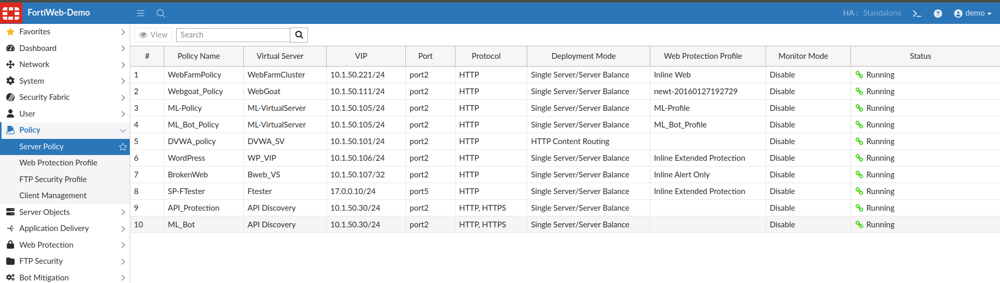 FortiWeb-Demo HA: Standalone demo
Favorites
Dashboard
Network
System
Security Fabric
User
Policy
Server Policy
Web Protection Profile
FTP Security Profile
Client Management
Server Objects
Application Delivery
Web Protection
FTP Security
Bot Mitigation
View Search
# Policy Name Virtual Server VIP Port Protocol Deployment Mode Web Protection Profile Monitor Mode Status
1 WebFarmPolicy WebFarmCluster 10.1.50.221/24 port2 HTTP Single Server/Server Balance Inline Web Disable Running
2 Webgoat_Policy WebGoat 10.1.50.111/24 port2 HTTP Single Server/Server Balance newt-20160127192729 Disable Running
3 ML-Policy ML-VirtualServer 10.1.50.105/24 port2 HTTP Single Server/Server Balance ML-Profile Disable Running
4 ML_Bot_Policy ML-VirtualServer 10.1.50.105/24 port2 HTTP Single Server/Server Balance ML_Bot_Profile Disable Running
5 DVWA_policy DVWA_SV 10.1.50.101/24 port2 HTTP HTTP Content Routing Disable Running
6 WordPress WP_VIP 10.1.50.106/24 port2 HTTP Single Server/Server Balance Inline Extended Protection Disable Running
7 BrokenWeb Bweb_VS 10.1.50.107/32 port2 HTTP Single Server/Server Balance Inline Alert Only Disable Running
8 SP-FTester Ftester 17.0.0.10/24 port5 HTTP Single Server/Server Balance Inline Extended Protection Disable Running
9 API_Protection API Discovery 10.1.50.30/24 port2 HTTP, HTTPS Single Server/Server Balance Disable Running
10 ML_Bot API Discovery 10.1.50.30/24 port2 HTTP, HTTPS Single Server/Server Balance Disable Running